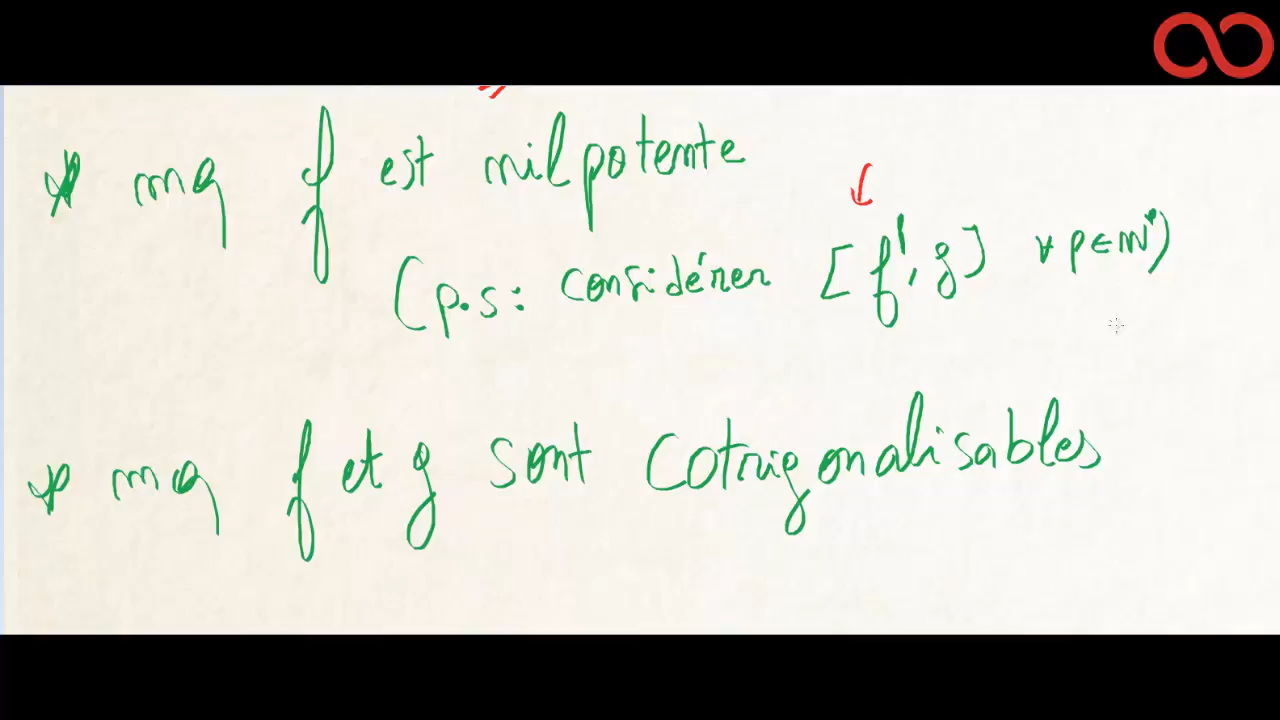 * mq f est nilpotente
(p.s: considérer [f^p, g] ∀ p ∈ ℕ*)
* mq f et g sont cotrigonalisables